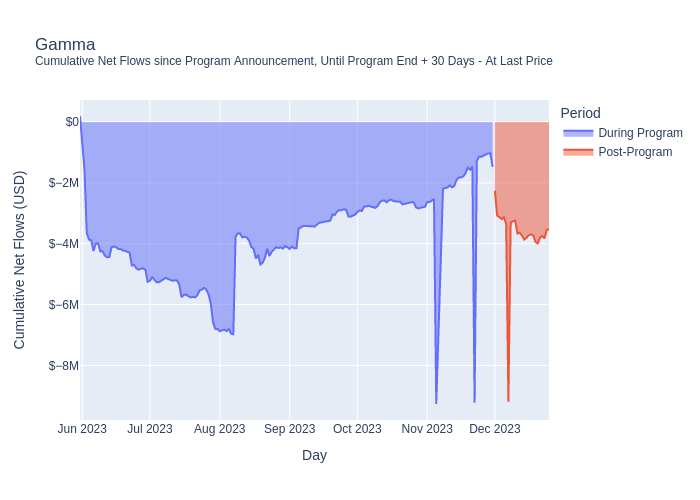 Gamma
Cumulative Net Flows since Program Announcement, Until Program End + 30 Days - At Last Price
Period
During Program
Post-Program
Cumulative Net Flows (USD)
$0
$−2M
$−4M
$−6M
$−8M
Jun 2023
Jul 2023
Aug 2023
Sep 2023
Oct 2023
Nov 2023
Dec 2023
Day